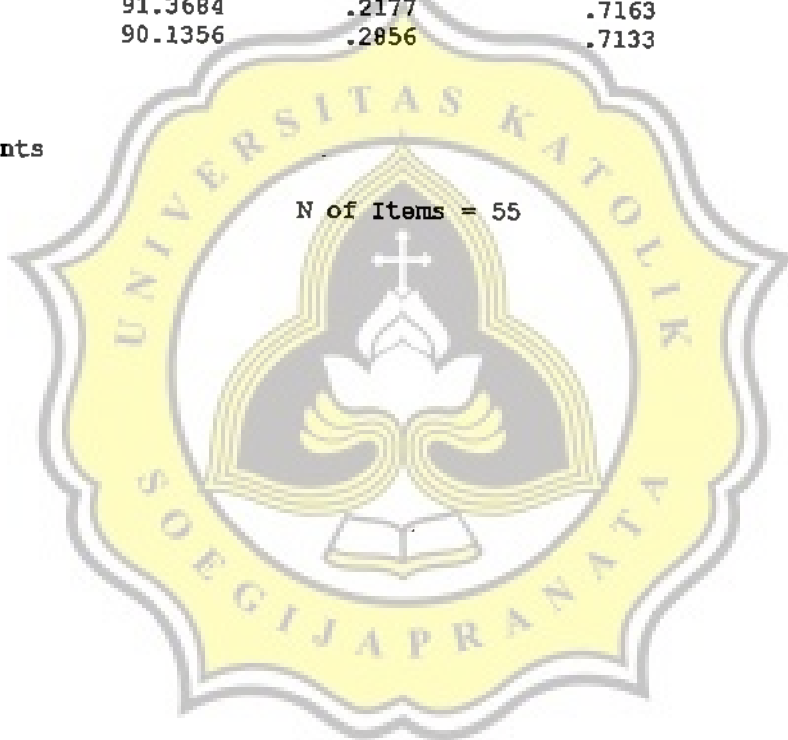 91.3684 .2177 .7163
90.1356 .2856 .7133
nts
N of Items = 55
UNIVERSITAS KATOLIK
SOEGIJAPRANATA